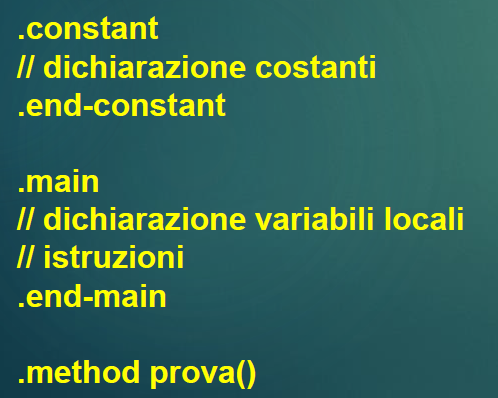 .constant
// dichiarazione costanti
.end-constant
.main
// dichiarazione variabili locali
// istruzioni
.end-main
.method prova()